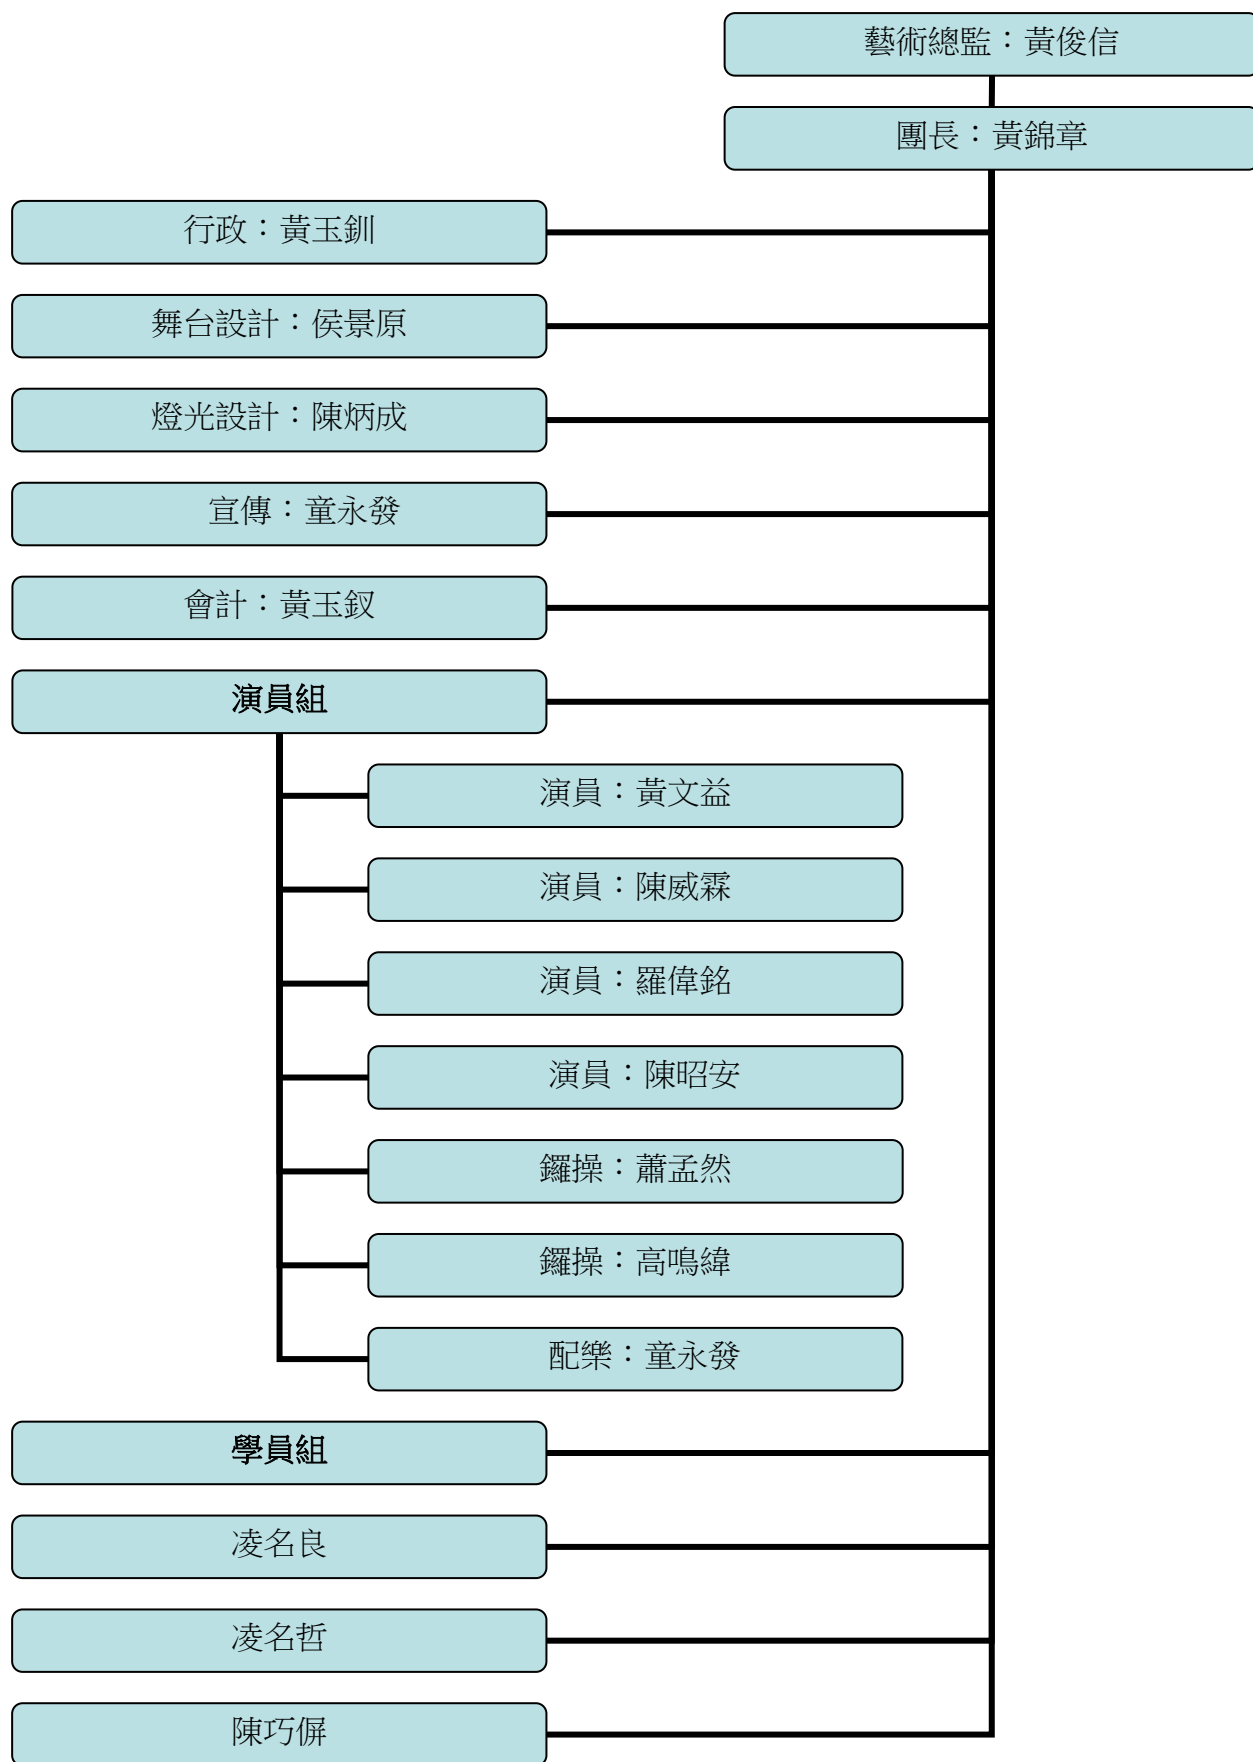 藝術總監：黃俊信
團長：黃錦章
行政：黃玉釧
舞台設計：侯景原
燈光設計：陳炳成
宣傳：童永發
會計：黃玉釵
演員組
演員：黃文益
演員：陳威霖
演員：羅偉銘
演員：陳昭安
鑼操：蕭孟然
鑼操：高鳴緯
配樂：童永發
學員組
凌名良
凌名哲
陳巧偋